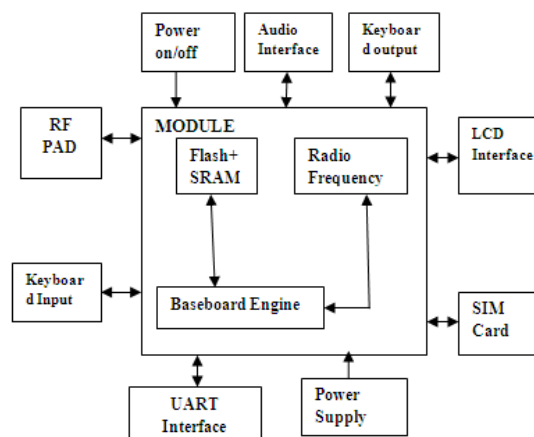 Power
on/off
Audio
Interface
Keyboar
d output
RF
PAD
MODULE
Flash+
SRAM
Radio
Frequency
LCD
Interface
Keyboar
d Input
Baseboard Engine
SIM
Card
UART
Interface
Power
Supply